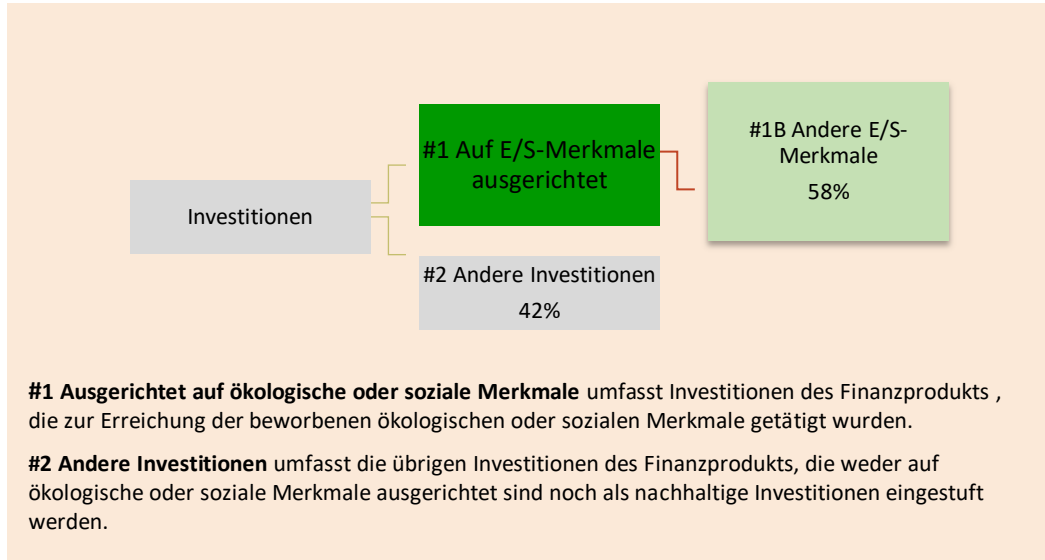 Investitionen
#1 Auf E/S-Merkmale
ausgerichtet
#1B Andere E/S-
Merkmale
58%
#2 Andere Investitionen
42%
#1 Ausgerichtet auf ökologische oder soziale Merkmale umfasst Investitionen des Finanzprodukts ,
die zur Erreichung der beworbenen ökologischen oder sozialen Merkmale getätigt wurden.
#2 Andere Investitionen umfasst die übrigen Investitionen des Finanzprodukts, die weder auf
ökologische oder soziale Merkmale ausgerichtet sind noch als nachhaltige Investitionen eingestuft
werden.